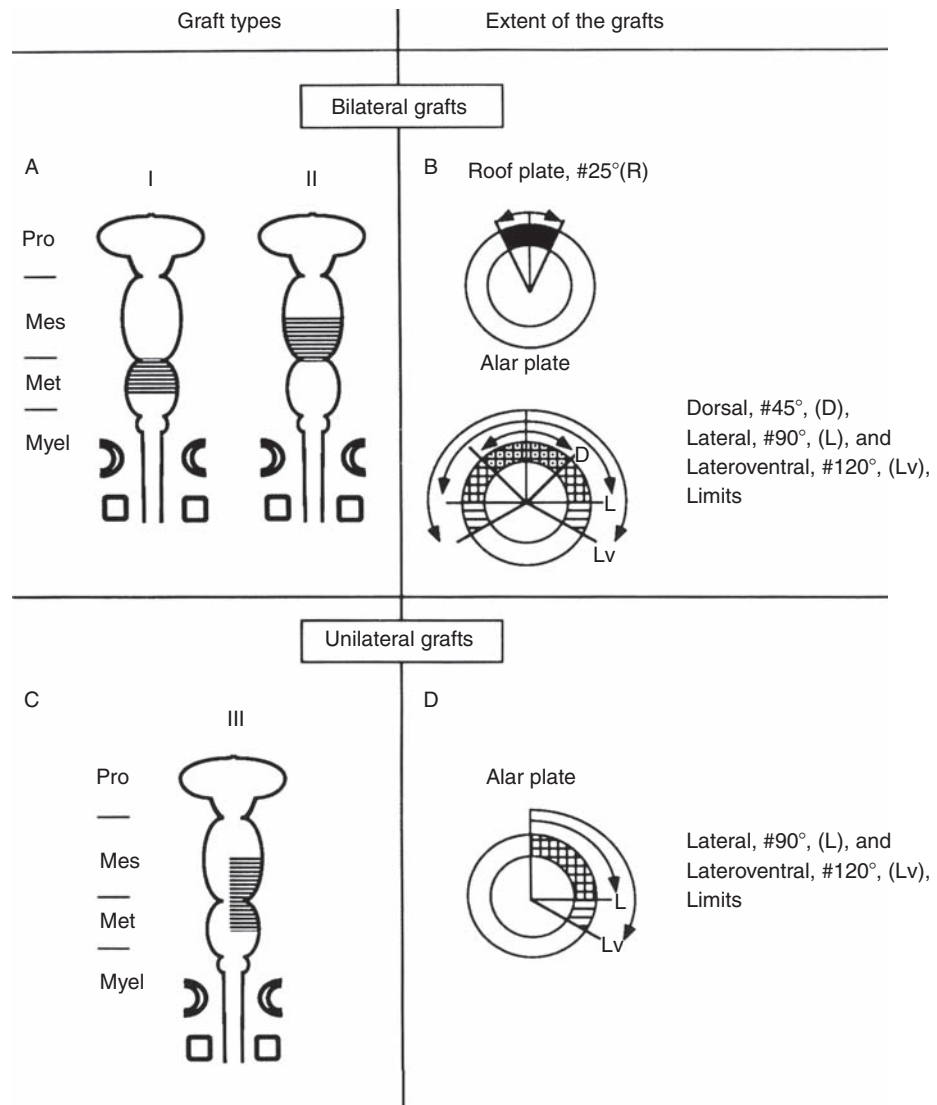 Graft types
Extent of the grafts
Bilateral grafts
A
I
II
Pro
Mes
Met
Myel
B
Roof plate, #25°(R)
Alar plate
D
L
Lv
Dorsal, #45°, (D),
Lateral, #90°, (L), and
Lateroventral, #120°, (Lv),
Limits
Unilateral grafts
C
III
Pro
Mes
Met
Myel
D
Alar plate
L
Lv
Lateral, #90°, (L), and
Lateroventral, #120°, (Lv),
Limits